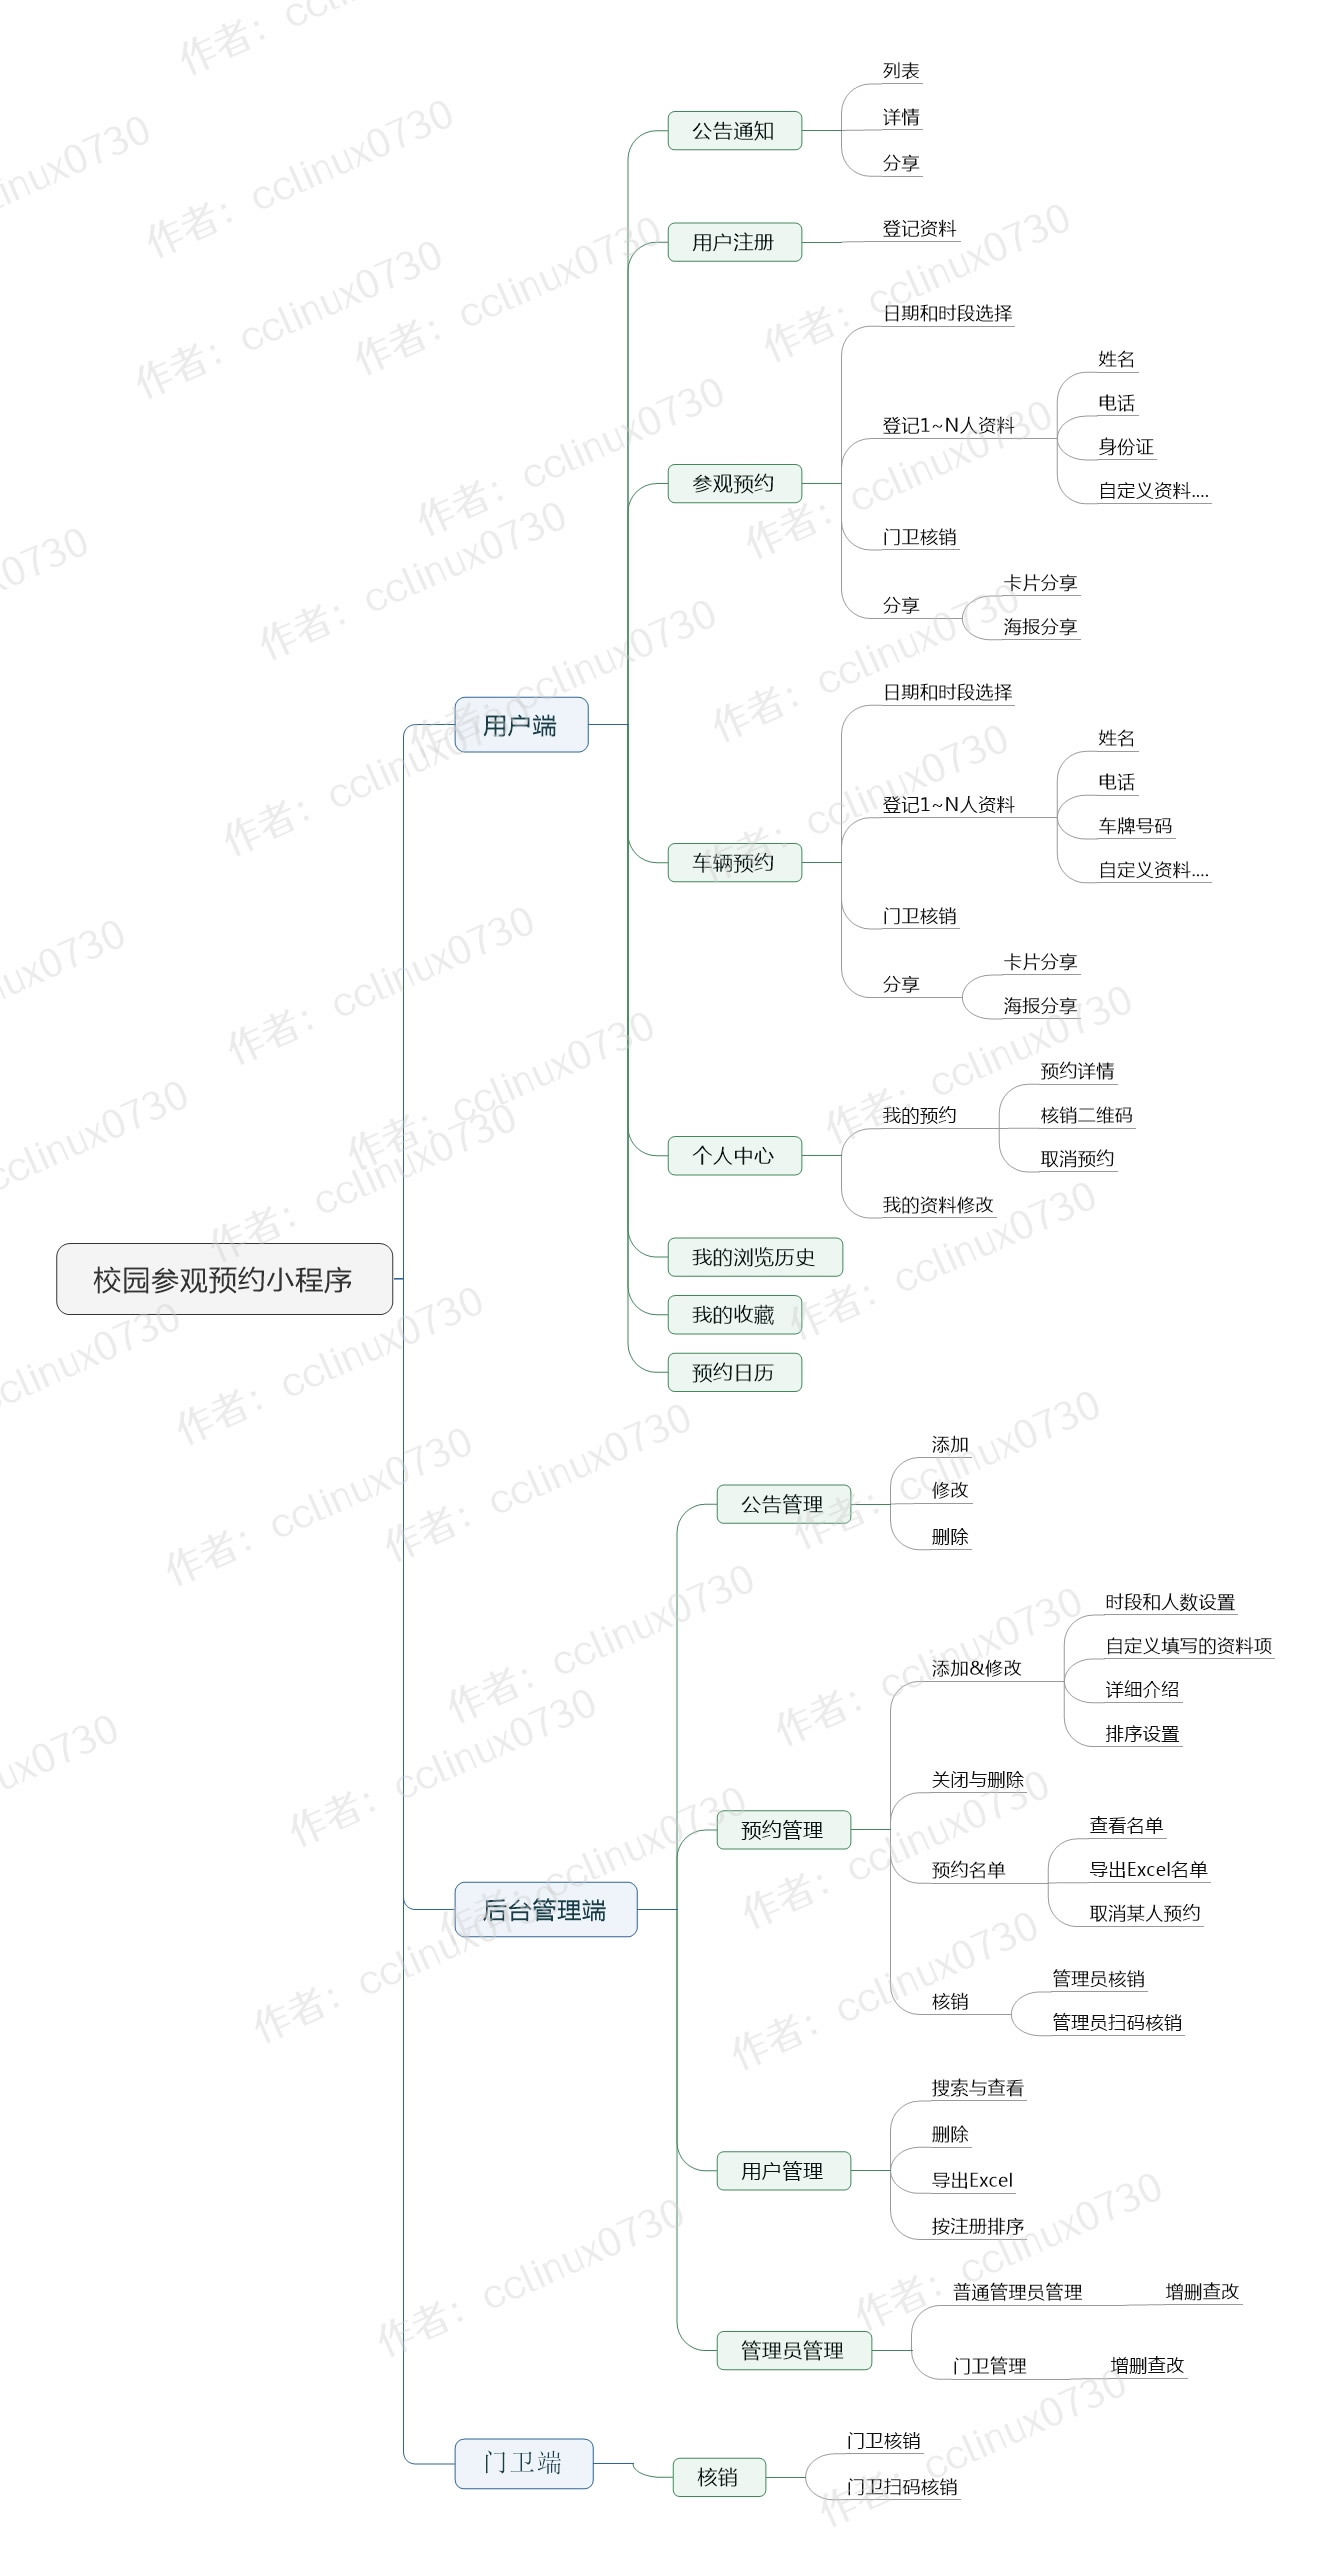 校园参观预约小程序
用户端
公告通知
列表
详情
分享
用户注册
登记资料
参观预约
日期和时段选择
登记1~N人资料
姓名
电话
身份证
自定义资料....
门卫核销
分享
卡片分享
海报分享
车辆预约
日期和时段选择
登记1~N人资料
姓名
电话
车牌号码
自定义资料....
门卫核销
分享
卡片分享
海报分享
个人中心
我的预约
预约详情
核销二维码
取消预约
我的资料修改
我的浏览历史
我的收藏
预约日历
后台管理端
公告管理
添加
修改
删除
预约管理
添加&修改
时段和人数设置
自定义填写的资料项
详细介绍
排序设置
关闭与删除
预约名单
查看名单
导出Excel名单
取消某人预约
核销
管理员核销
管理员扫码核销
用户管理
搜索与查看
删除
导出Excel
按注册排序
管理员管理
普通管理员管理
增删查改
门卫管理
增删查改
门卫端
核销
门卫核销
门卫扫码核销
作者：cclinux0730